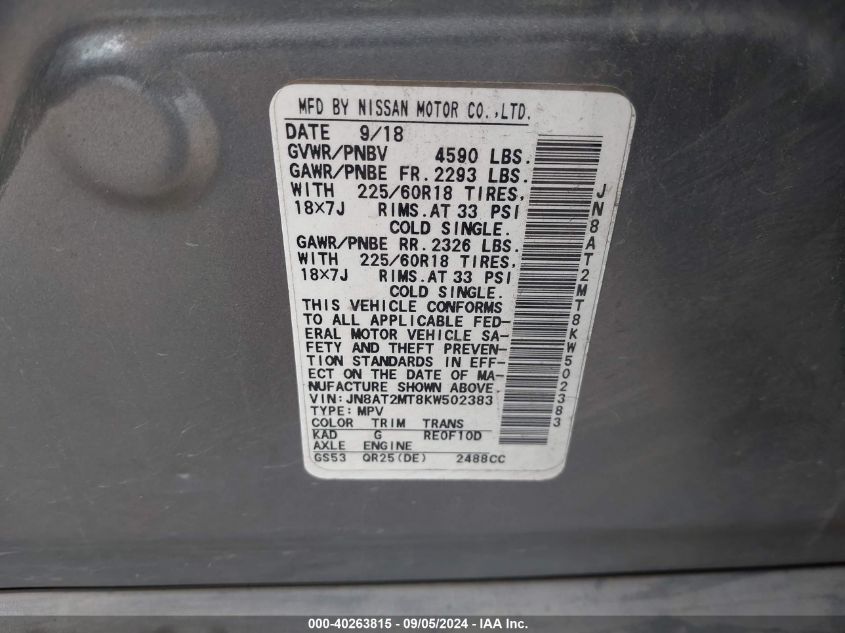 MFD BY NISSAN MOTOR CO.,LTD.
DATE 9/18
GVWR/PNBV 4590 LBS.
GAWR/PNBE FR. 2293 LBS.
WITH 225/60R18 TIRES,
18×7J RIMS. AT 33 PSI
COLD SINGLE.
GAWR/PNBE RR. 2326 LBS.
WITH 225/60R18 TIRES,
18×7J RIMS. AT 33 PSI
COLD SINGLE.
THIS VEHICLE CONFORMS
TO ALL APPLICABLE FED-
ERAL MOTOR VEHICLE SA-
FETY AND THEFT PREVEN-
TION STANDARDS IN EFF-
ECT ON THE DATE OF MA-
NUFACTURE SHOWN ABOVE.
VIN: JN8AT2MT8KW502383
TYPE: MPV
COLOR TRIM TRANS
KAD G RE0F10D
AXLE ENGINE
GS53 QR25(DE) 2488CC
JN8AT2MT8KW502383
000-40263815 - 09/05/2024 - IAA Inc.